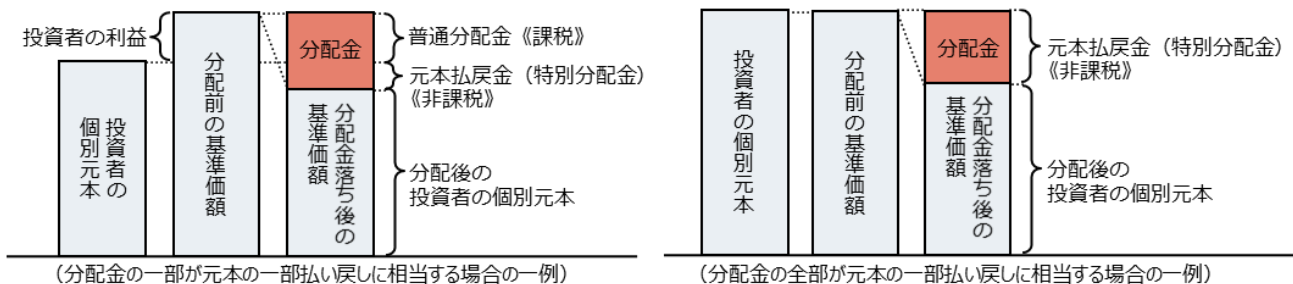 投資者の利益
投資者の
個別元本
分配前の基準価額
分配金
分配金落ち後の
基準価額
普通分配金《課税》
元本払戻金（特別分配金）
《非課税》
分配後の
投資者の個別元本
（分配金の一部が元本の一部払い戻しに相当する場合の一例）
投資者の個別元本
分配前の基準価額
分配金
分配金落ち後の
基準価額
元本払戻金（特別分配金）
《非課税》
分配後の
投資者の個別元本
（分配金の全部が元本の一部払い戻しに相当する場合の一例）